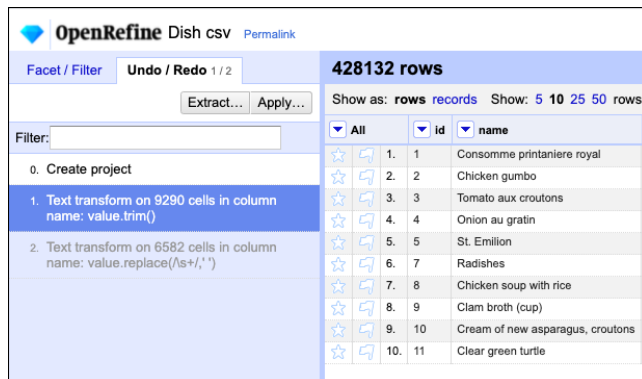 OpenRefine Dish csv Permalink
Facet / Filter Undo / Redo 1 / 2
Extract... Apply...
Filter:
0. Create project
1. Text transform on 9290 cells in column
name: value.trim()
2. Text transform on 6582 cells in column
name: value.replace(/\s+/,' ')
428132 rows
Show as: rows records Show: 5 10 25 50 rows
All id name
1. 1 Consomme printaniere royal
2. 2 Chicken gumbo
3. 3 Tomato aux croutons
4. 4 Onion au gratin
5. 5 St. Emilion
6. 7 Radishes
7. 8 Chicken soup with rice
8. 9 Clam broth (cup)
9. 10 Cream of new asparagus, croutons
10. 11 Clear green turtle